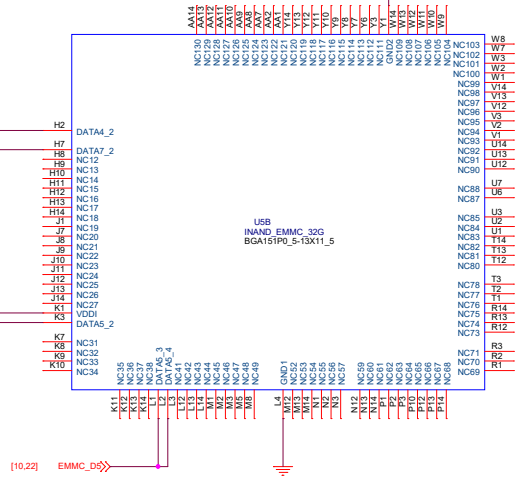 AA14
AA13
AA12
AA11
AA10
AA9
AA8
AA7
AA2
AA1
Y14
Y13
Y12
Y11
Y10
Y9
Y8
Y7
Y6
Y3
Y1
W14
W13
W12
W11
W10
W9
NC130
NC129
NC128
NC127
NC126
NC125
NC124
NC123
NC122
NC121
NC120
NC119
NC118
NC117
NC116
NC115
NC114
NC113
NC112
NC111
GND2
NC109
NC108
NC107
NC106
NC105
NC104
H2 DATA4_2
H7 DATA7_2
H8 NC12
H9 NC13
H10 NC14
H11 NC15
H12 NC16
H13 NC17
H14 NC18
J1 NC19
J7 NC20
J8 NC21
J9 NC22
J10 NC23
J11 NC24
J12 NC25
J13 NC26
J14 NC27
K1 VDDI
K3 DATA5_2
K7 NC31
K8 NC32
K9 NC33
K10 NC34
U5B
INAND_EMMC_32G
BGA151P0_5-13X11_5
NC103 W8
NC102 W7
NC101 W3
NC100 W2
NC99 W1
NC98 V14
NC97 V13
NC96 V12
NC95 V3
NC94 V2
NC93 V1
NC92 U14
NC91 U13
NC90 U12
NC88 U7
NC87 U6
NC85 U3
NC84 U2
NC83 U1
NC82 T14
NC81 T13
NC80 T12
NC78 T3
NC77 T2
NC76 T1
NC75 R14
NC74 R13
NC73 R12
NC71 R3
NC70 R2
NC69 R1
NC35
NC36
NC37
NC38
DATA5_3
DATA5_4
NC41
NC42
NC43
NC44
NC45
NC46
NC47
NC48
NC49
GND1
NC52
NC53
NC54
NC55
NC56
NC57
NC59
NC60
NC61
NC62
NC63
NC64
NC65
NC66
NC67
NC68
K11
K12
K13
K14
L1
L2
L3
L12
L13
L14
M1
M2
M3
M5
M8
L4
M12
M13
M14
N1
N2
N3
N12
N13
N14
P1
P2
P3
P10
P12
P13
P14
[10,22] EMMC_D5